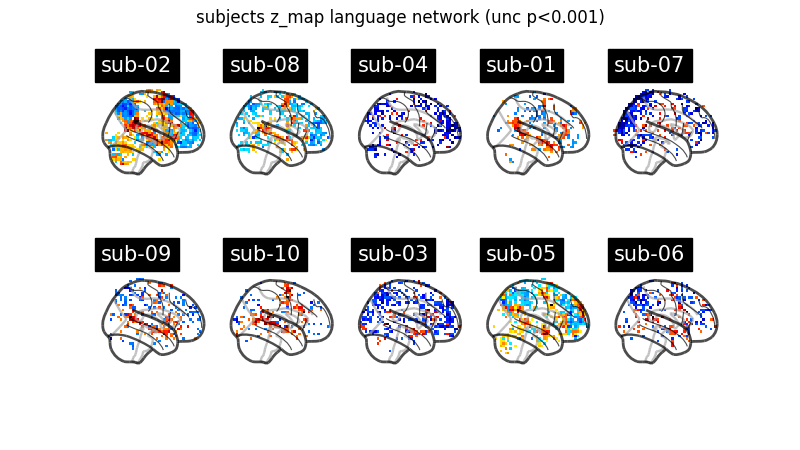 subjects z_map language network (unc p<0.001)
sub-02 sub-08 sub-04 sub-01 sub-07
sub-09 sub-10 sub-03 sub-05 sub-06